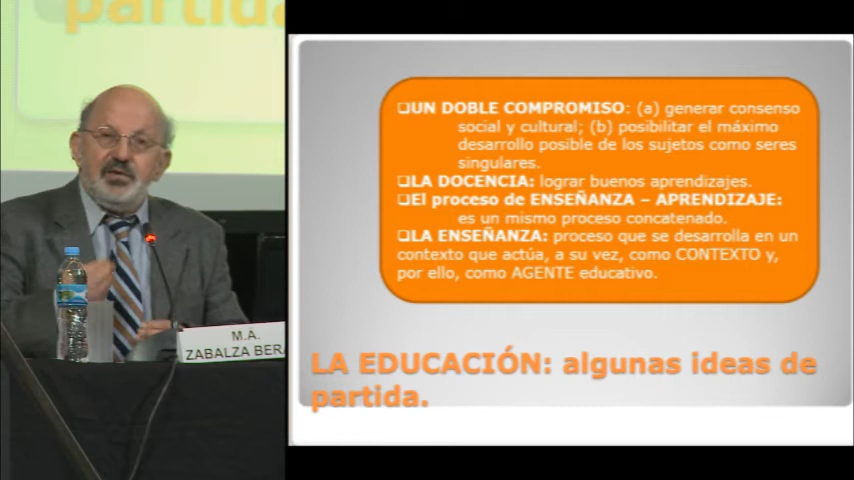 partida
M.A.
ZABALZA BERA
❑UN DOBLE COMPROMISO: (a) generar consenso
social y cultural; (b) posibilitar el máximo
desarrollo posible de los sujetos como seres
singulares.
❑LA DOCENCIA: lograr buenos aprendizajes.
❑El proceso de ENSEÑANZA – APRENDIZAJE:
es un mismo proceso concatenado.
❑LA ENSEÑANZA: proceso que se desarrolla en un
contexto que actúa, a su vez, como CONTEXTO y,
por ello, como AGENTE educativo.
LA EDUCACIÓN: algunas ideas de
partida.